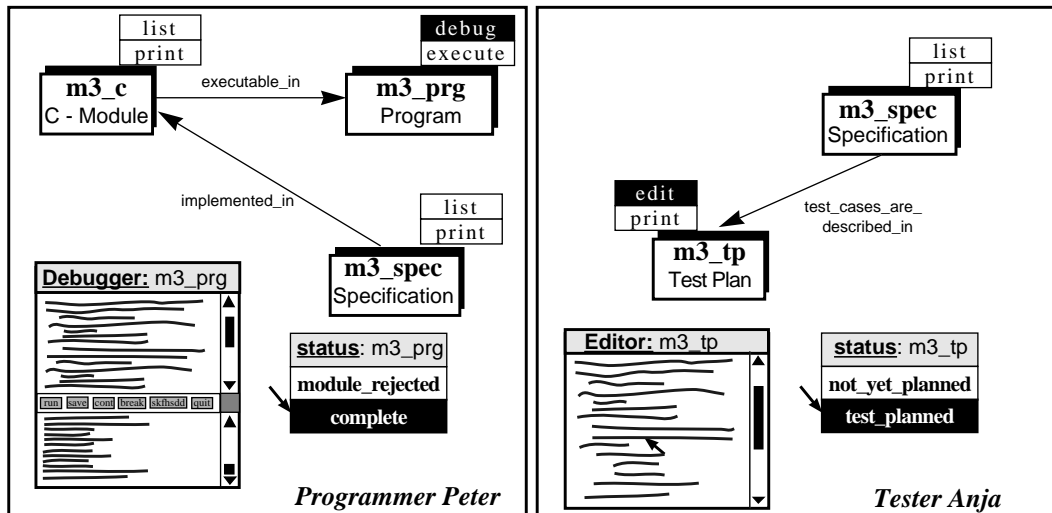 list
print
debug
execute
m3_c
C - Module
executable_in
m3_prg
Program
implemented_in
list
print
m3_spec
Specification
Debugger: m3_prg
run save cont break skfhsdd quit
status: m3_prg
module_rejected
complete
Programmer Peter
list
print
m3_spec
Specification
edit
print
test_cases_are_
described_in
m3_tp
Test Plan
Editor: m3_tp
status: m3_tp
not_yet_planned
test_planned
Tester Anja